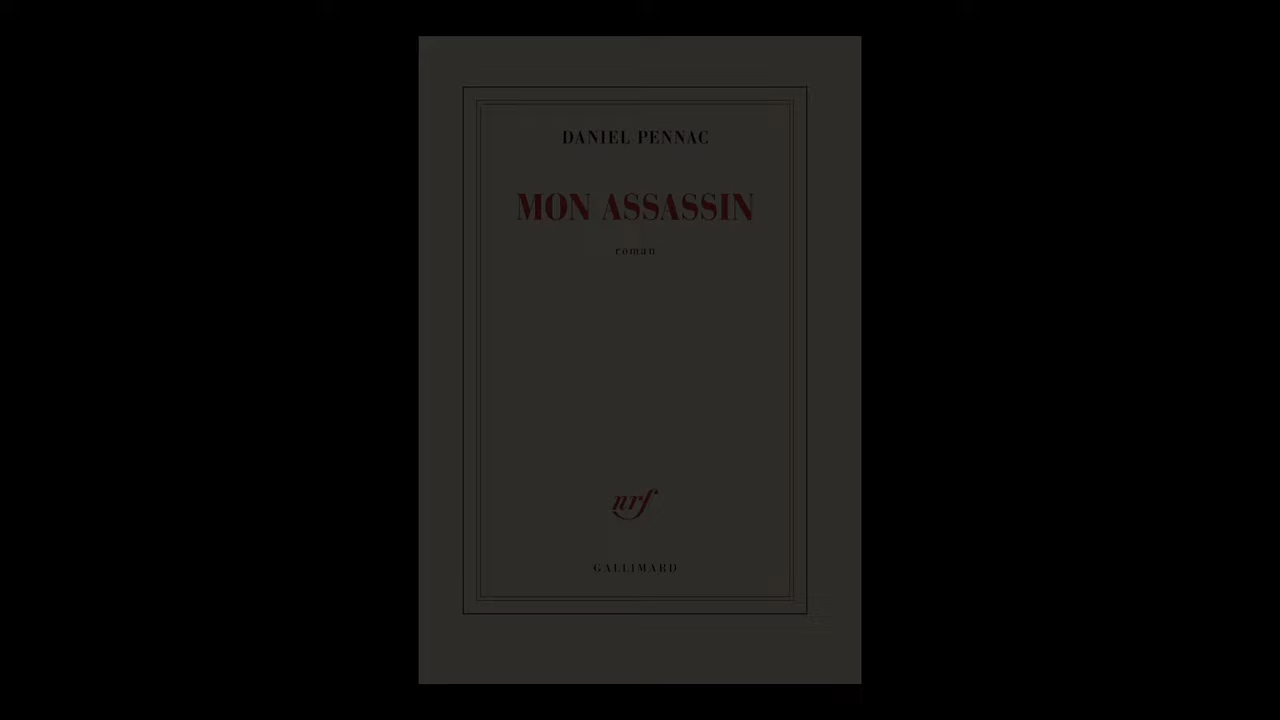 DANIEL PENNAC
MON ASSASSIN
roman
nrf
GALLIMARD